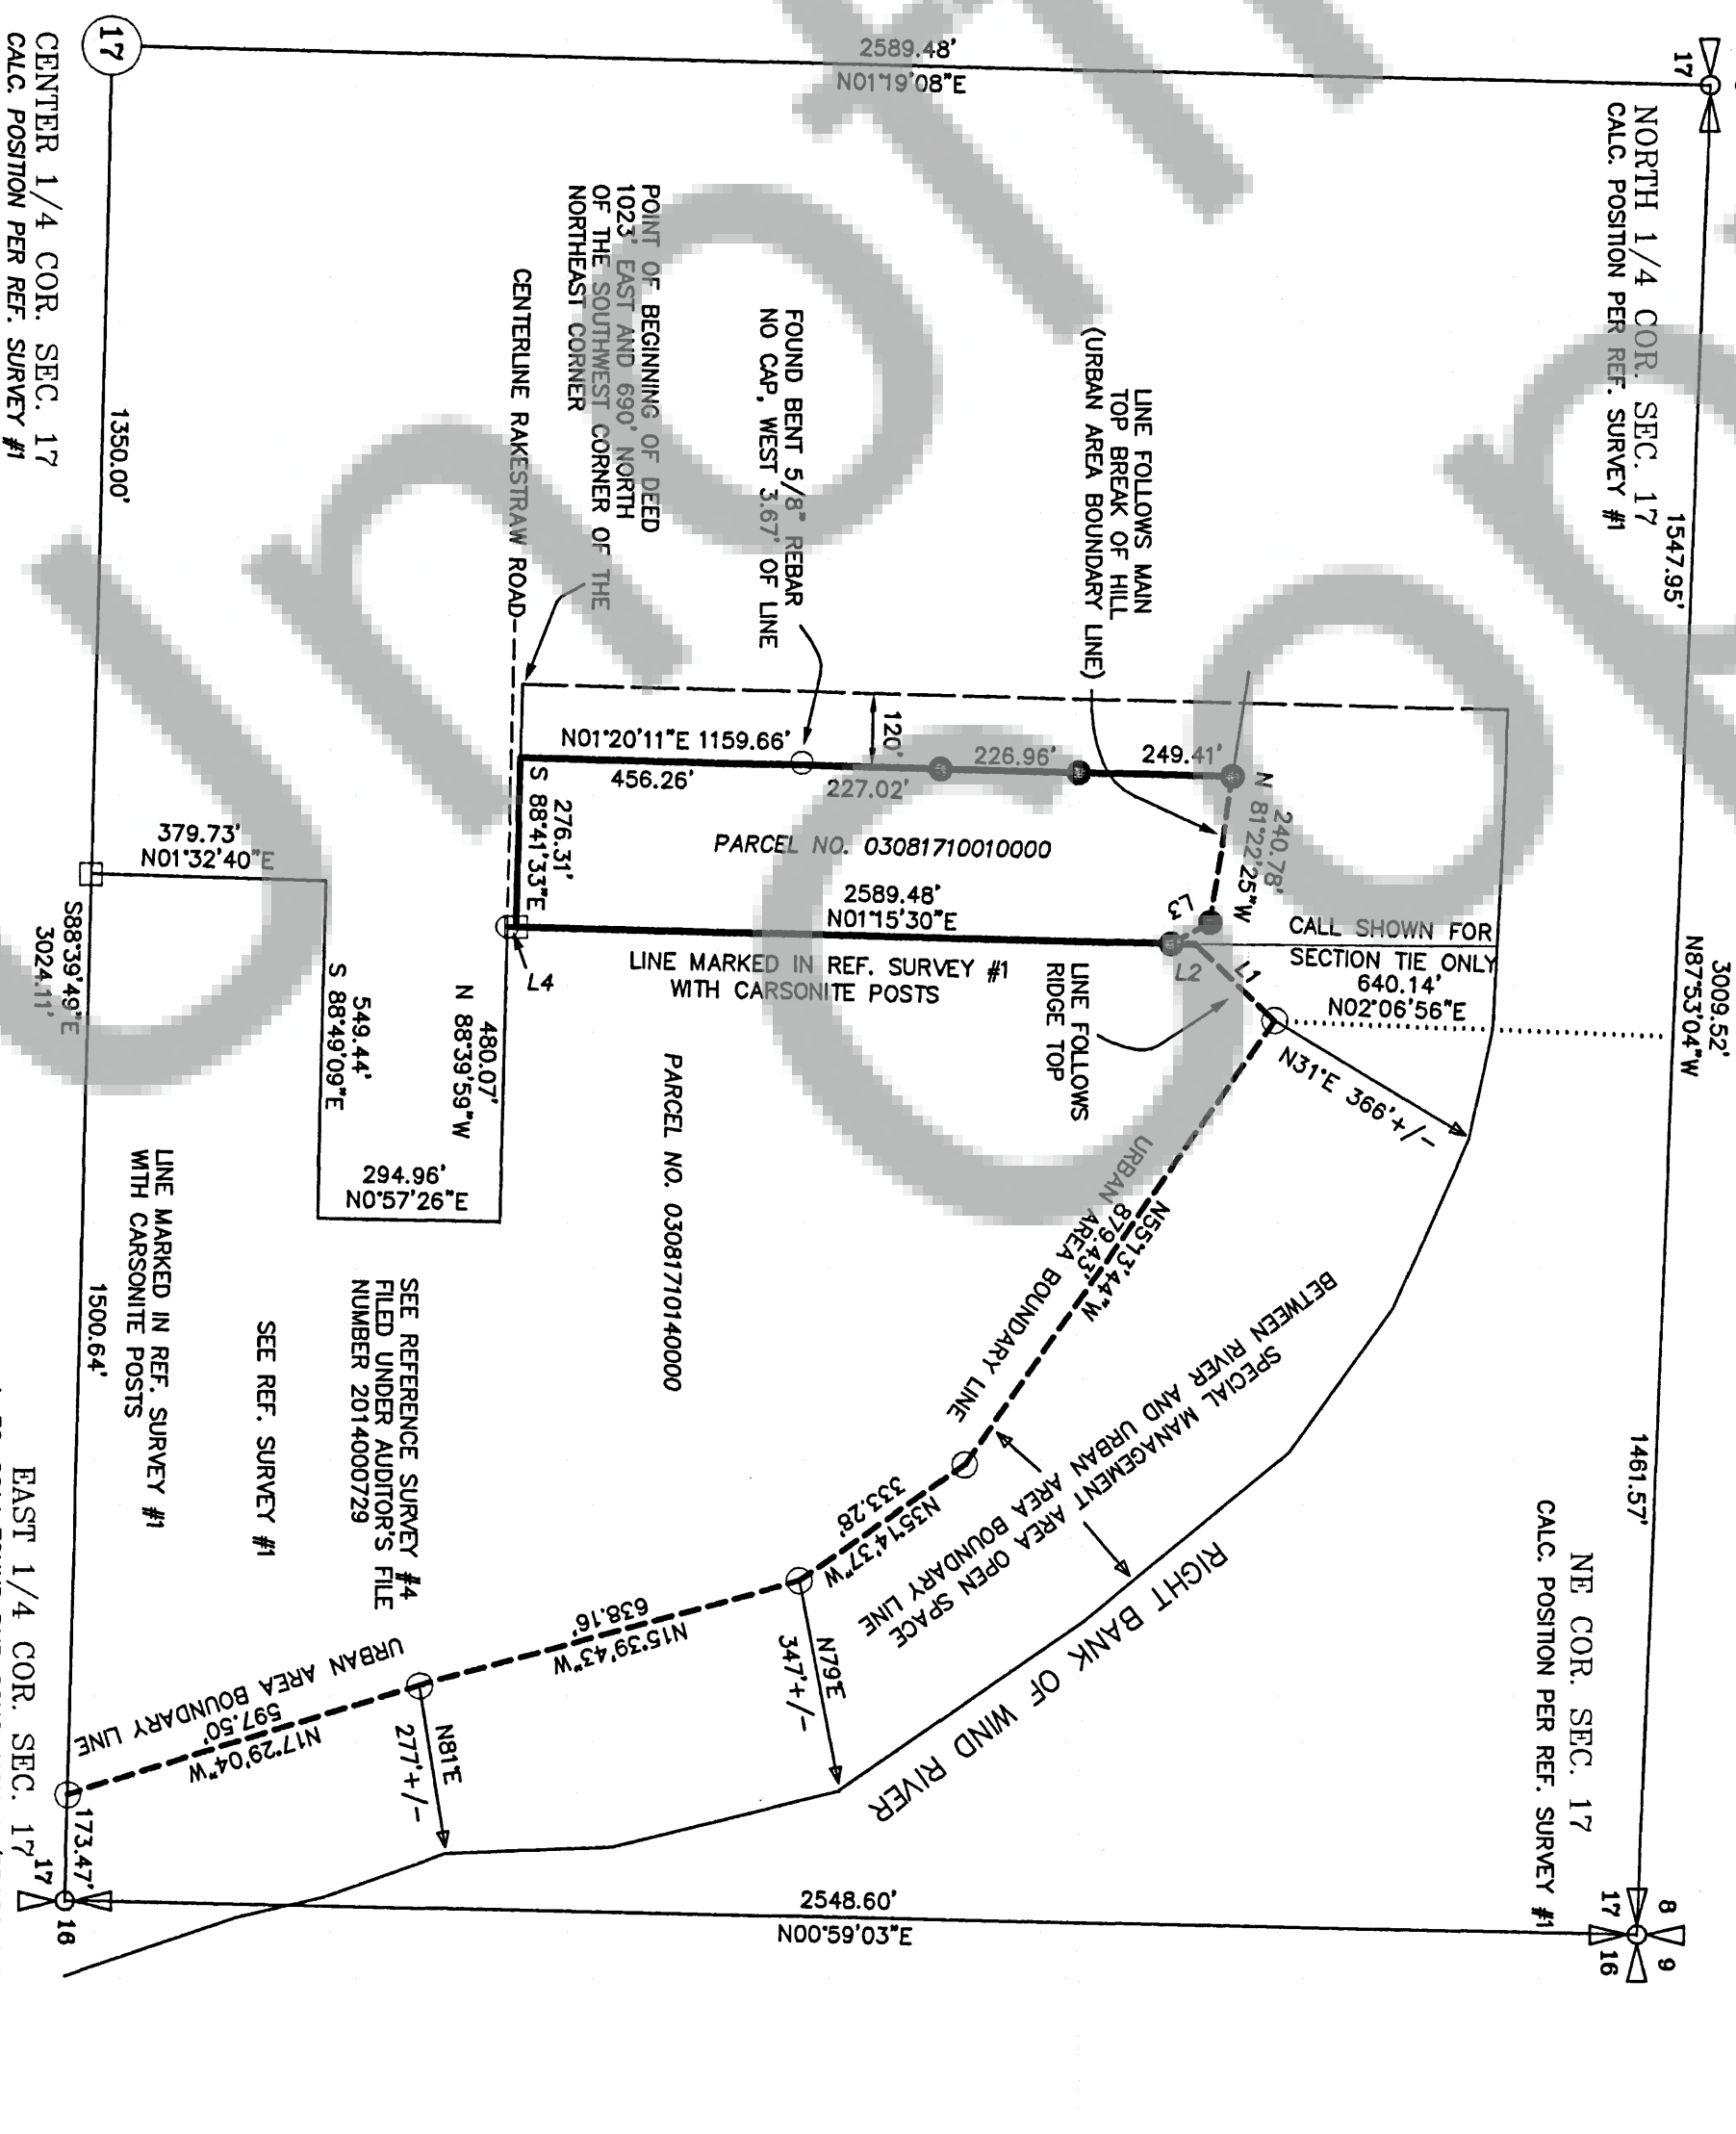 17
NORTH 1/4 COR. SEC. 17
CALC. POSITION PER REF. SURVEY #1
1547.95'
3009.52'
N87°53'04"W
1461.57'
NE COR. SEC. 17
CALC. POSITION PER REF. SURVEY #1
8
9
17
16
2589.48'
N01°19'08"E
POINT OF BEGINNING OF DEED
1023' EAST AND 690' NORTH
OF THE SOUTHWEST CORNER OF THE
NORTHEAST CORNER
CENTERLINE RAKESTRAW ROAD
FOUND BENT 5/8" REBAR
NO CAP, WEST 3.67' OF LINE
LINE FOLLOWS MAIN
TOP BREAK OF HILL
(URBAN AREA BOUNDARY LINE)
N01°20'11"E 1159.66'
456.26'
120'
227.02'
226.96'
249.41'
240.78'
N 81°22'25"W
276.31'
S 88°41'33"E
PARCEL NO. 03081710010000
2589.48'
N01°15'30"E
LINE MARKED IN REF. SURVEY #1
WITH CARSONITE POSTS
L3
L2
L1
L4
CALL SHOWN FOR
SECTION TIE ONLY
640.14'
N02°06'56"E
LINE FOLLOWS
RIDGE TOP
N31°E 366'+/-
PARCEL NO. 03081710140000
URBAN AREA BOUNDARY LINE
N55°13'44"W
879.43'
SPECIAL MANAGEMENT AREA OPEN SPACE
BETWEEN RIVER AND URBAN AREA BOUNDARY LINE
RIGHT BANK OF WIND RIVER
N35°14'37"W
333.28'
N79°E
347'+/-
N15°39'43"W
638.16'
N81°E
277'+/-
URBAN AREA BOUNDARY LINE
597.50'
N17°29'04"W
173.47'
2548.60'
N00°59'03"E
379.73'
N01°32'40"E
549.44'
S 88°49'09"E
480.07'
N 88°39'59"W
294.96'
N0°57'26"E
SEE REFERENCE SURVEY #4
FILED UNDER AUDITOR'S FILE
NUMBER 2014000729
SEE REF. SURVEY #1
LINE MARKED IN REF. SURVEY #1
WITH CARSONITE POSTS
17
CENTER 1/4 COR. SEC. 17
CALC. POSITION PER REF. SURVEY #1
1350.00'
S88°39'49"E
3024.11'
1500.64'
EAST 1/4 COR. SEC. 17
17
16